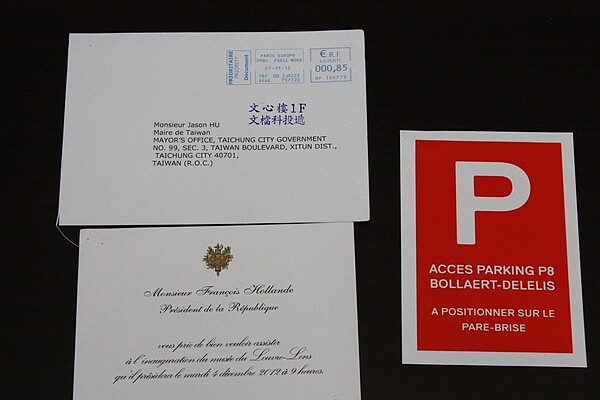 PRIORITAIRE
PRIORITY
Document
PARIS EUROPE
PPDC PARIS NORD
27-11-12
€ R.F.
LA POSTE
000,85
HP 130773
文心樓1F
文檔科投遞
Monsieur Jason HU
Maire de Taiwan
MAYOR'S OFFICE, TAICHUNG CITY GOVERNMENT
NO. 99, SEC. 3, TAIWAN BOULEVARD, XITUN DIST.,
TAICHUNG CITY 40701,
TAIWAN (R.O.C.)
Monsieur François Hollande
Président de la République
vous prie de bien vouloir assister
à l'inauguration du musée du Louvre-Lens
qu'il présidera le mardi 4 décembre 2012 à 9 heures.
P
ACCES PARKING P8
BOLLAERT-DELELIS
A POSITIONNER SUR LE
PARE-BRISE